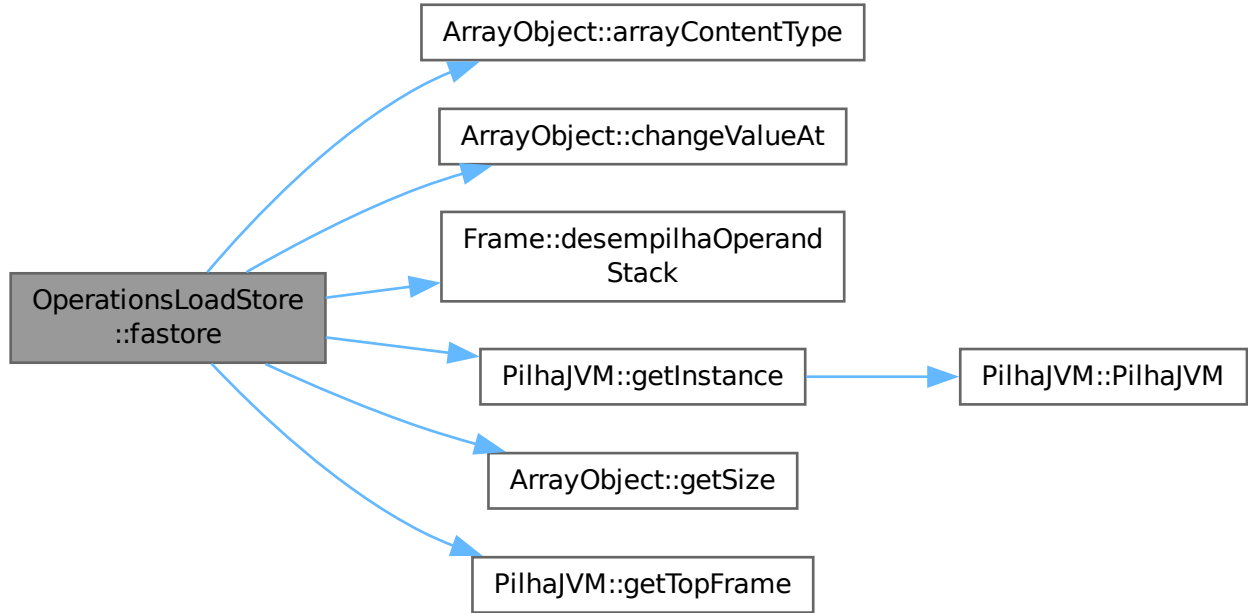 ArrayObject::arrayContentType
ArrayObject::changeValueAt
Frame::desempilhaOperand
Stack
OperationsLoadStore
::fastore
PilhaJVM::getInstance
PilhaJVM::PilhaJVM
ArrayObject::getSize
PilhaJVM::getTopFrame